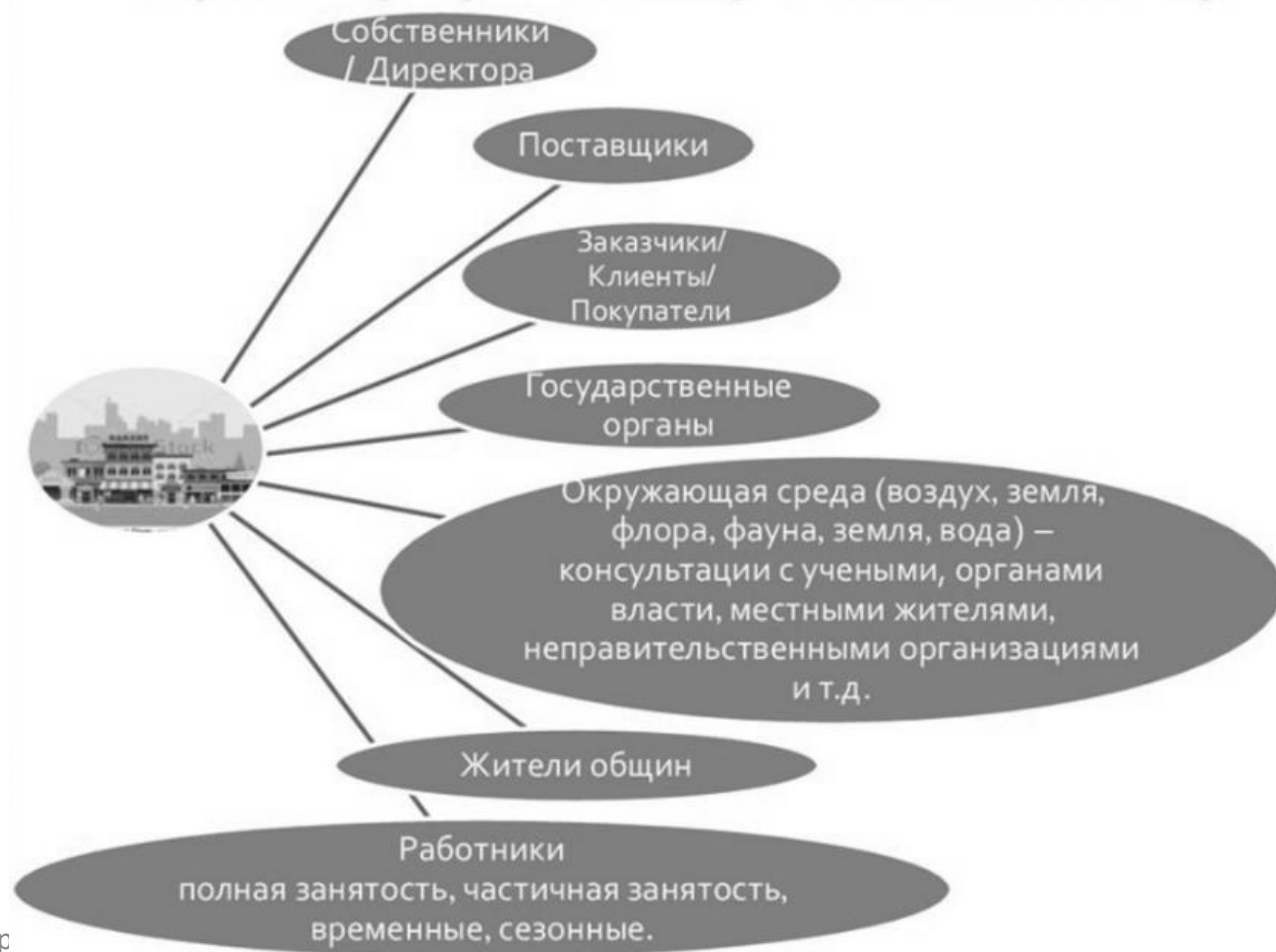 Собственники
/ Директора
Поставщики
Заказчики/
Клиенты/
Покупатели
Государственные
органы
Окружающая среда (воздух, земля,
флора, фауна, земля, вода) –
консультации с учеными, органами
власти, местными жителями,
неправительственными организациями
и т.д.
Жители общин
Работники
полная занятость, частичная занятость,
временные, сезонные.